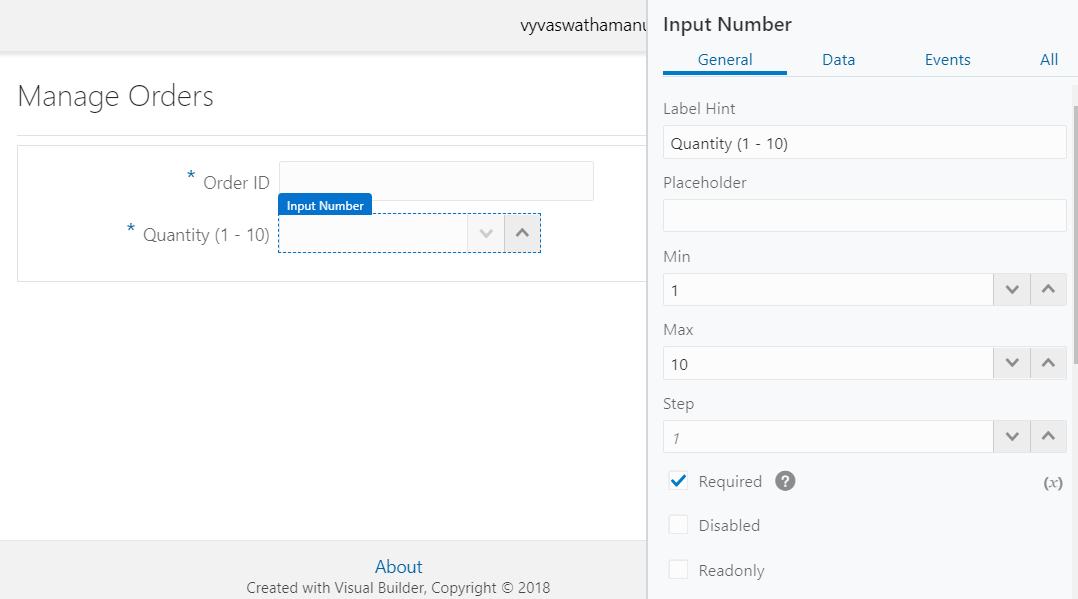 vyvaswathamanu
Manage Orders
* Order ID
Input Number
* Quantity (1 - 10)
About
Created with Visual Builder, Copyright © 2018
Input Number
General Data Events All
Label Hint
Quantity (1 - 10)
Placeholder
Min
1
Max
10
Step
1
Required ? (x)
Disabled
Readonly